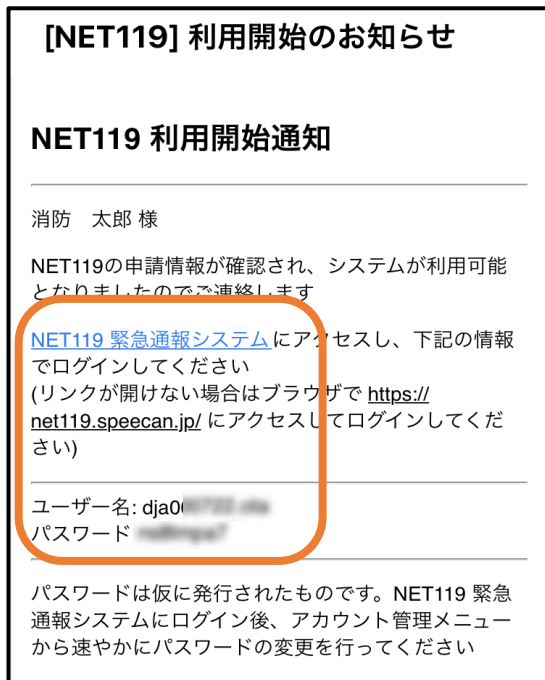 [NET119] 利用開始のお知らせ
NET119 利用開始通知
消防　太郎 様
NET119の申請情報が確認され、システムが利用可能
となりましたのでご連絡します
NET119 緊急通報システムにアクセスし、下記の情報
でログインしてください
(リンクが開けない場合はブラウザで https://
net119.speecan.jp/ にアクセスしてログインしてくだ
さい)
ユーザー名: dja0
パスワード
パスワードは仮に発行されたものです。NET119 緊急
通報システムにログイン後、アカウント管理メニュー
から速やかにパスワードの変更を行ってください